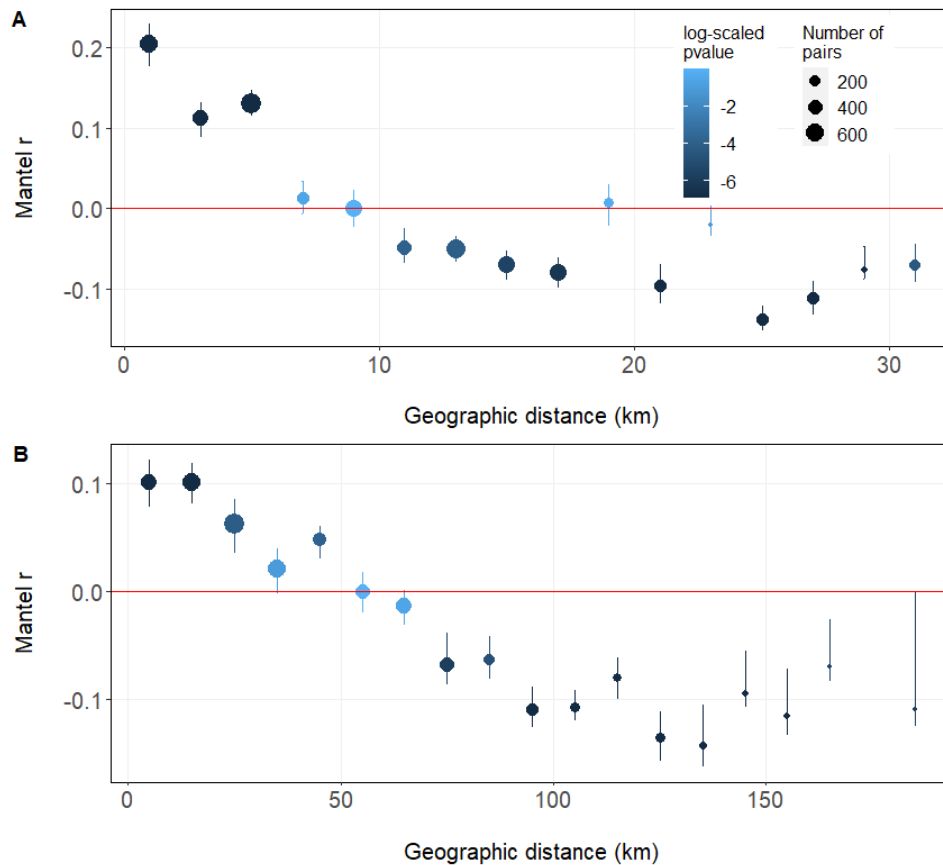 A
Mantel r
0.2
0.1
0.0
-0.1
log-scaled
pvalue
-2
-4
-6
Number of
pairs
200
400
600
0
10
20
30
Geographic distance (km)
B
Mantel r
0.1
0.0
-0.1
0
50
100
150
Geographic distance (km)